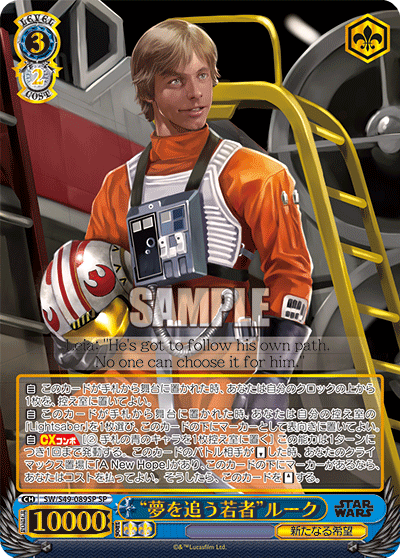 LEVEL
3
2
COST
SAMPLE
Leia: "He's got to follow his own path.
No one can choose it for him."
自 このカードが手札から舞台に置かれた時、あなたは自分のクロックの上から
1枚を、控え室に置いてよい。
自 このカードが手札から舞台に置かれた時、あなたは自分の控え室の
『Lightsaber』を1枚選び、このカードの下にマーカーとして表向きに置いてよい。
自 CXコンボ [② 手札の青のキャラを1枚控え室に置く] この能力は1ターンに
つき1回まで発動する。このカードのバトル相手が した時、あなたのクライ
マックス置場に「A New Hope」があり、このカードの下にマーカーがあるなら、
あなたはコストを払ってよい。そうしたら、このカードを する。
CH SW/S49-089SP SP
10000
"夢を追う若者"ルーク
STAR WARS
新たなる希望
©&™Lucasfilm Ltd.